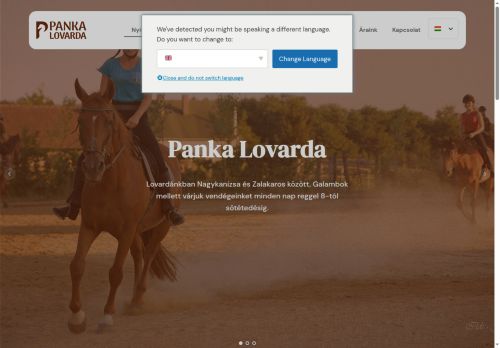 PANKA
LOVARDA
We've detected you might be speaking a different language.
Do you want to change to:
Change Language
Close and do not switch language
Áraink
Kapcsolat
Panka Lovarda
Lovardánkban Nagykanizsa és Zalakaros között, Galambok
mellett várjuk vendégeinket minden nap reggel 8-tól
sötétedésig.